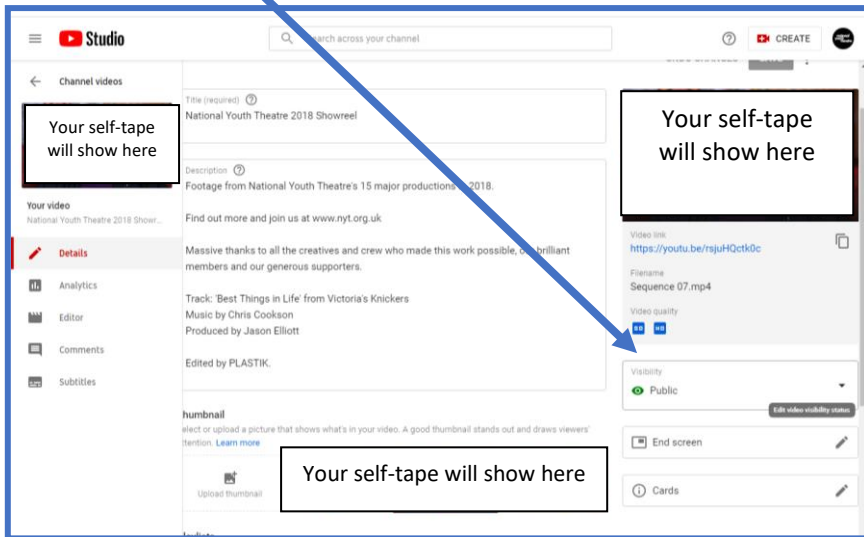 Studio
Search across your channel
CREATE
Channel videos
Your self-tape
will show here
Your video
National Youth Theatre 2018 Showr...
Details
Analytics
Editor
Comments
Subtitles
Title (required)
National Youth Theatre 2018 Showreel
Description
Footage from National Youth Theatre's 15 major productions 2018.
Find out more and join us at www.nyt.org.uk
Massive thanks to all the creatives and crew who made this work possible, brilliant
members and our generous supporters.
Track: 'Best Things in Life' from Victoria's Knickers
Music by Chris Cookson
Produced by Jason Elliott
Edited by PLASTIK.
humbnail
elect or upload a picture that shows what's in your video. A good thumbnail stands out and draws viewers'
ttention. Learn more
Upload thumbnail
Your self-tape will show here
Your self-tape
will show here
Video link
https://youtu.be/rsjuHQctk0c
Filename
Sequence 07.mp4
Video quality
SD HD
Visibility
Public
Edit video visibility status
End screen
Cards